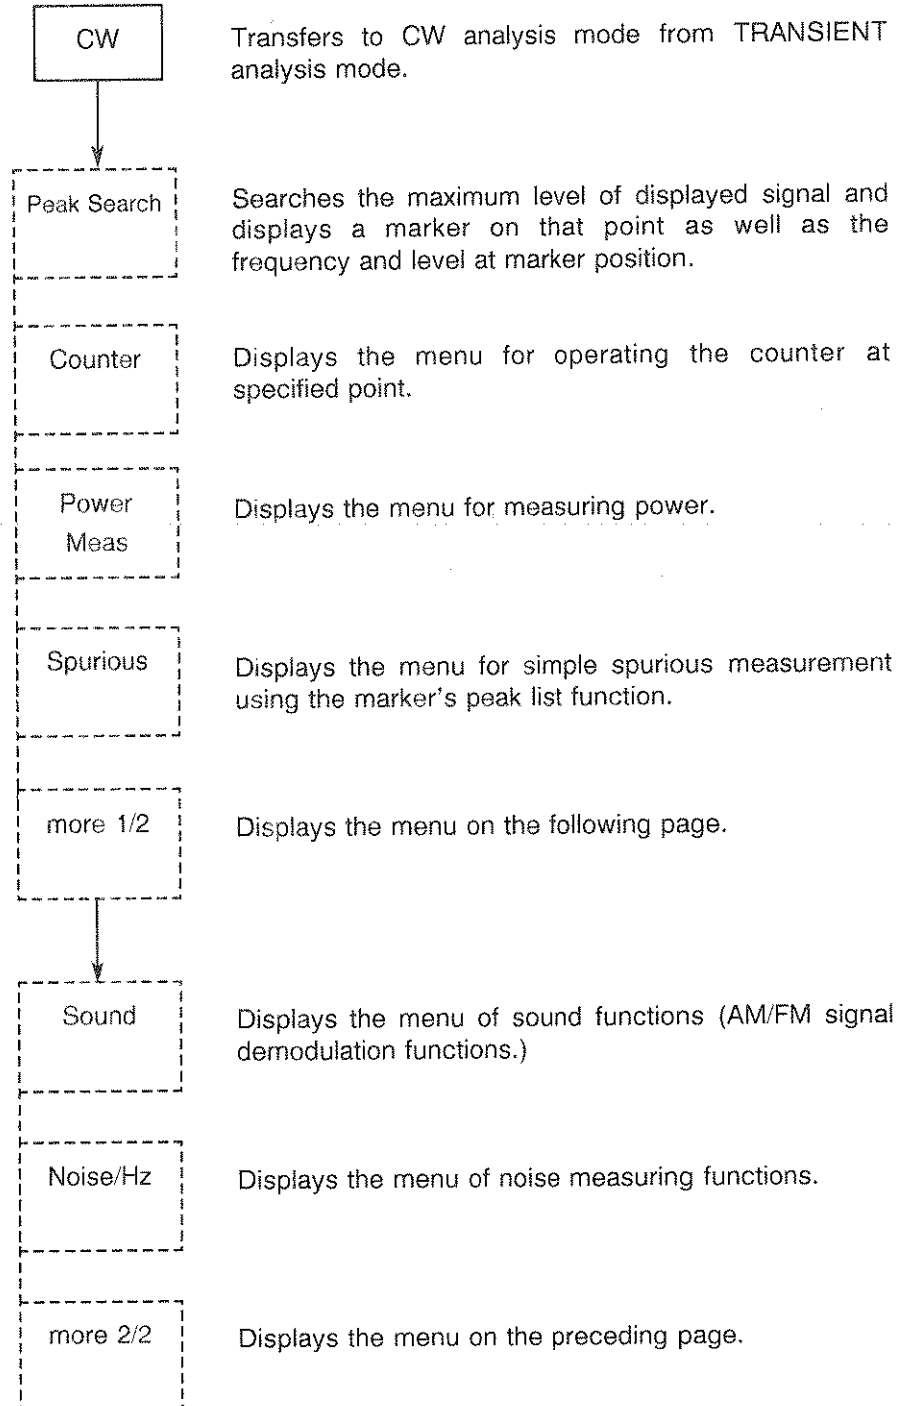 CW
Transfers to CW analysis mode from TRANSIENT
analysis mode.
Peak Search
Searches the maximum level of displayed signal and
displays a marker on that point as well as the
frequency and level at marker position.
Counter
Displays the menu for operating the counter at
specified point.
Power
Meas
Displays the menu for measuring power.
Spurious
Displays the menu for simple spurious measurement
using the marker's peak list function.
more 1/2
Displays the menu on the following page.
Sound
Displays the menu of sound functions (AM/FM signal
demodulation functions.)
Noise/Hz
Displays the menu of noise measuring functions.
more 2/2
Displays the menu on the preceding page.